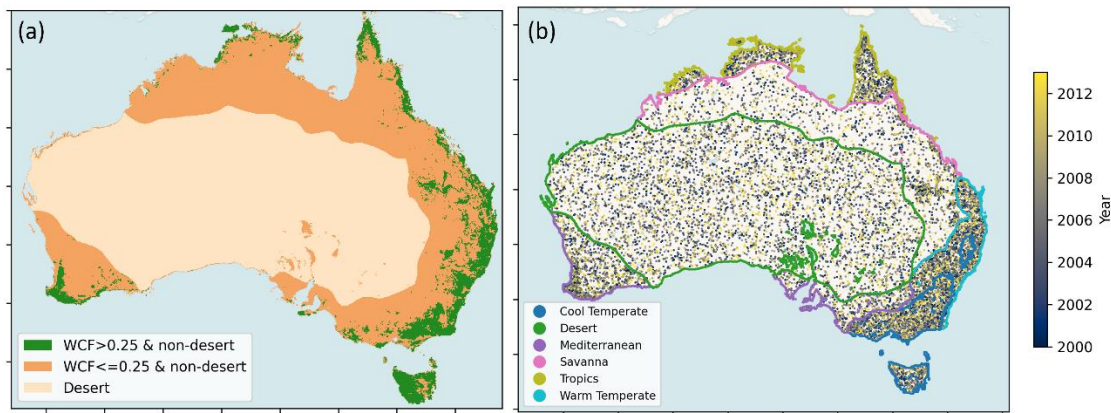 (a)
WCF>0.25 & non-desert
WCF<=0.25 & non-desert
Desert
(b)
Cool Temperate
Desert
Mediterranean
Savanna
Tropics
Warm Temperate
2012
2010
2008
2006
2004
2002
2000
Year